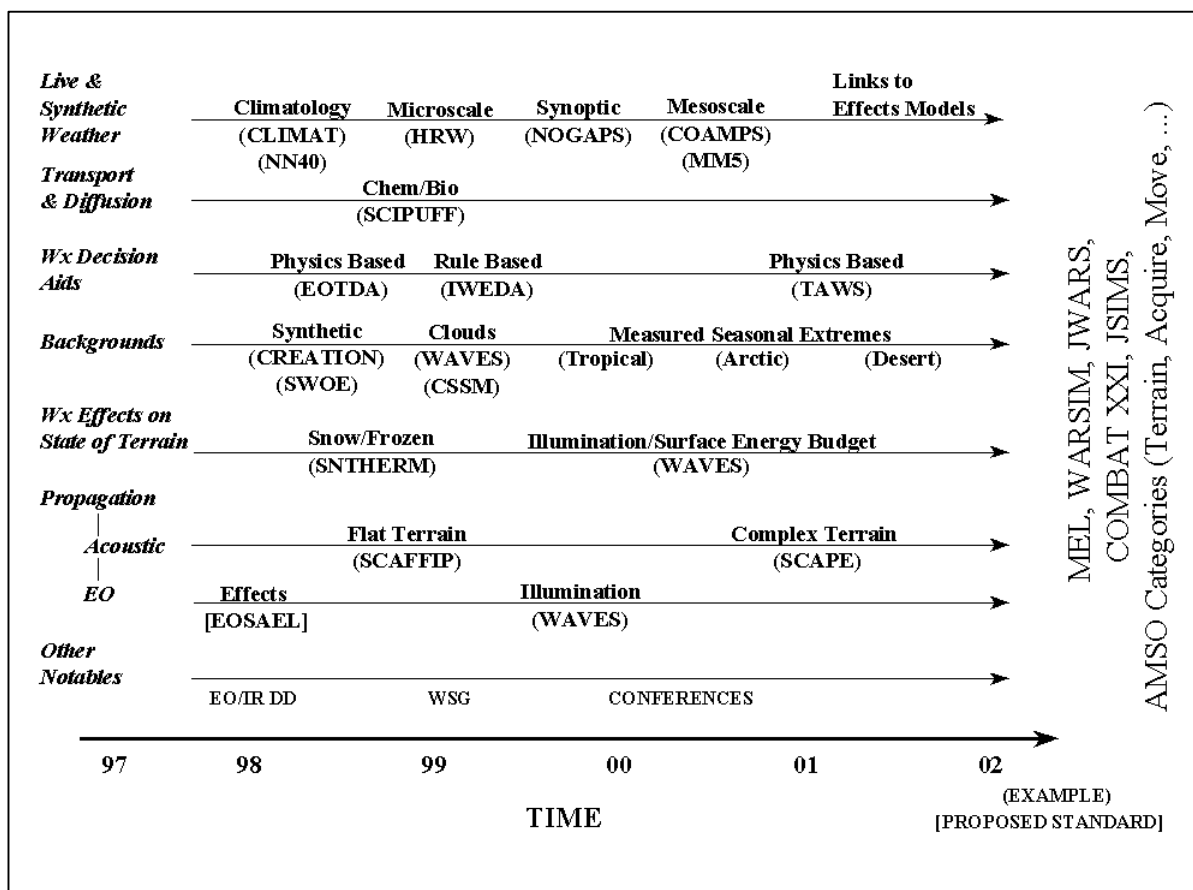 Live &
Synthetic
Weather
Climatology
(CLIMAT)
(NN40)
Microscale
(HRW)
Synoptic
(NOGAPS)
Mesoscale
(COAMPS)
(MM5)
Links to
Effects Models
Transport
& Diffusion
Chem/Bio
(SCIPUFF)
Wx Decision
Aids
Physics Based
(EOTDA)
Rule Based
(IWEDA)
Physics Based
(TAWS)
Backgrounds
Synthetic
(CREATION)
(SWOE)
Clouds
(WAVES)
(CSSM)
Measured Seasonal Extremes
(Tropical) (Arctic) (Desert)
Wx Effects on
State of Terrain
Snow/Frozen
(SNTHERM)
Illumination/Surface Energy Budget
(WAVES)
Propagation
Acoustic
Flat Terrain
(SCAFFIP)
Complex Terrain
(SCAPE)
EO
Effects
[EOSAEL]
Illumination
(WAVES)
Other
Notables
EO/IR DD WSG CONFERENCES
97 98 99 00 01 02
TIME
(EXAMPLE)
[PROPOSED STANDARD]
MEL, WARSIM, JWARS,
COMBAT XXI, JSIMS,
AMSO Categories (Terrain, Acquire, Move, ...)